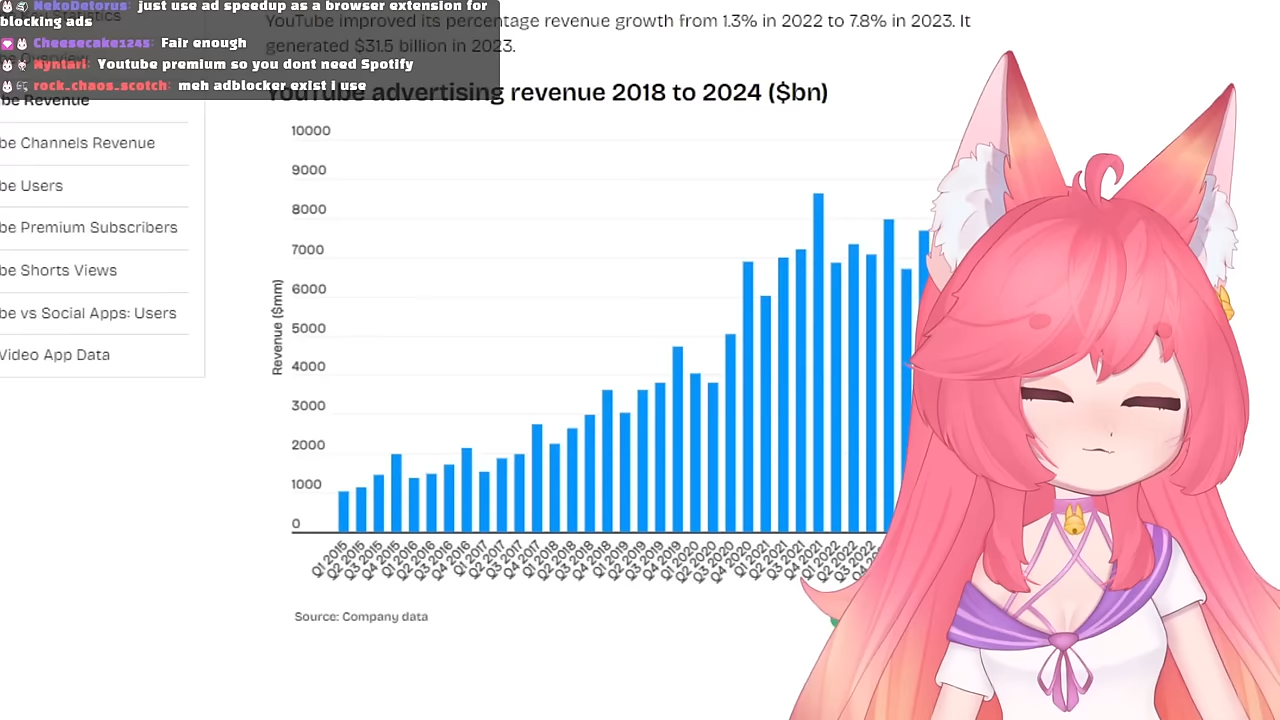 NekoDetorus: just use ad speedup as a browser extension for
blocking ads
Cheesecake1245: Fair enough
Nyntari: Youtube premium so you dont need Spotify
rock_chaos_scotch: meh adblocker exist I use
YouTube improved its percentage revenue growth from 1.3% in 2022 to 7.8% in 2023. It
generated $31.5 billion in 2023.
be Revenue
be Channels Revenue
be Users
be Premium Subscribers
be Shorts Views
be vs Social Apps: Users
Video App Data
YouTube advertising revenue 2018 to 2024 ($bn)
Revenue ($mm)
10000
9000
8000
7000
6000
5000
4000
3000
2000
1000
0
Q1 2015
Q2 2015
Q3 2015
Q4 2015
Q1 2016
Q2 2016
Q3 2016
Q4 2016
Q1 2017
Q2 2017
Q3 2017
Q4 2017
Q1 2018
Q2 2018
Q3 2018
Q4 2018
Q1 2019
Q2 2019
Q3 2019
Q4 2019
Q1 2020
Q2 2020
Q3 2020
Q4 2020
Q1 2021
Q2 2021
Q3 2021
Q4 2021
Q1 2022
Q2 2022
Q3 2022
Source: Company data